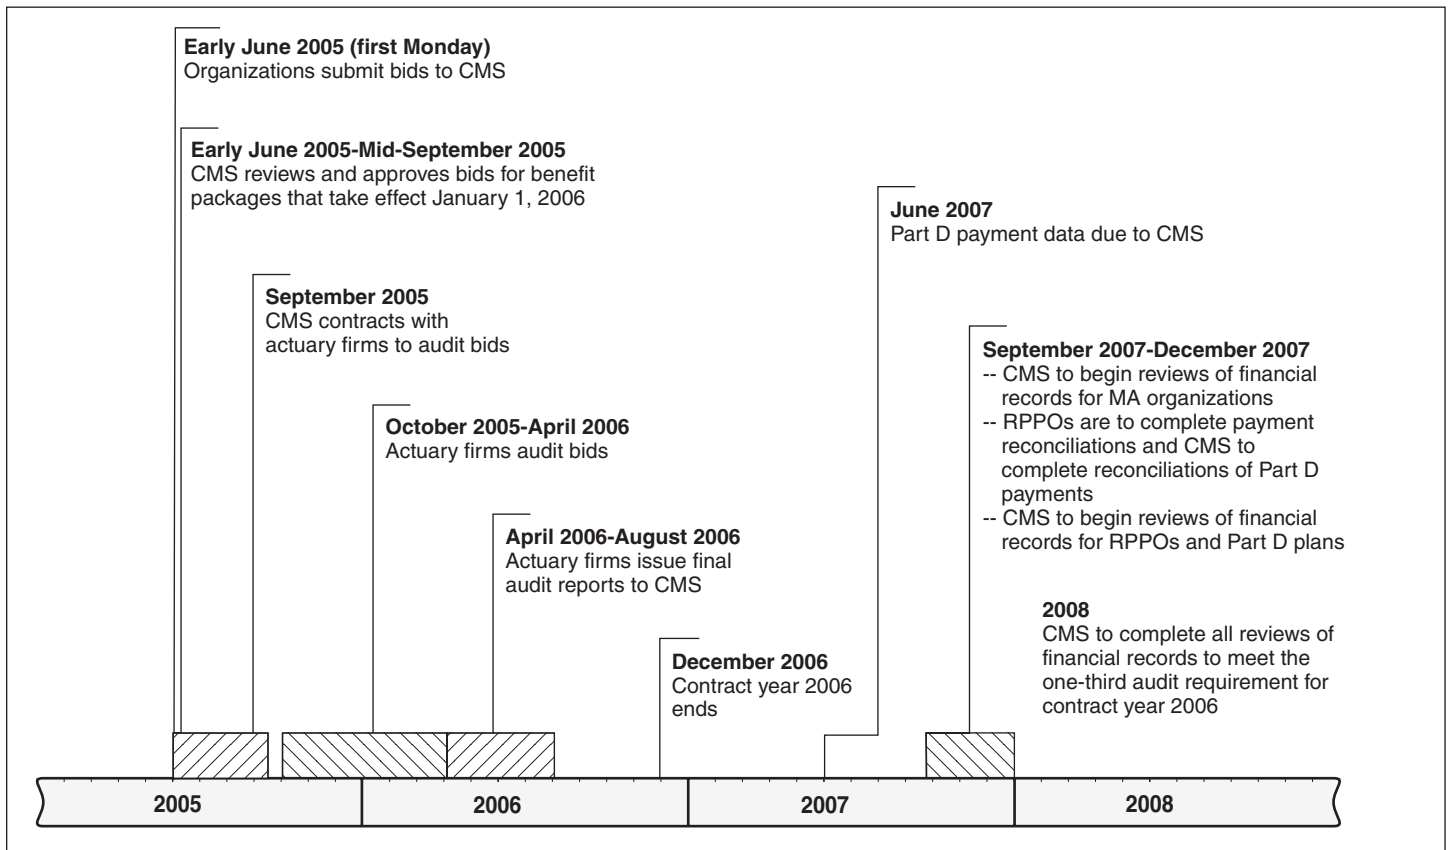 Early June 2005 (first Monday)
Organizations submit bids to CMS
Early June 2005-Mid-September 2005
CMS reviews and approves bids for benefit
packages that take effect January 1, 2006
September 2005
CMS contracts with
actuary firms to audit bids
October 2005-April 2006
Actuary firms audit bids
April 2006-August 2006
Actuary firms issue final
audit reports to CMS
December 2006
Contract year 2006
ends
June 2007
Part D payment data due to CMS
September 2007-December 2007
-- CMS to begin reviews of financial
records for MA organizations
-- RPPOs are to complete payment
reconciliations and CMS to
complete reconciliations of Part D
payments
-- CMS to begin reviews of financial
records for RPPOs and Part D plans
2008
CMS to complete all reviews of
financial records to meet the
one-third audit requirement for
contract year 2006
2005
2006
2007
2008